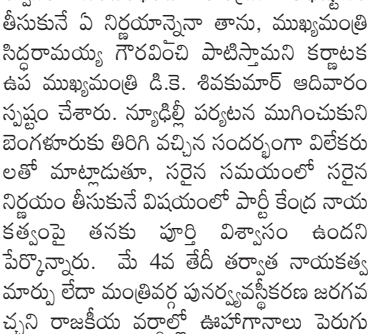 తీసుకునే ఏ నిర్ణయాన్నైనా తాను, ముఖ్యమంత్రి
సిద్ధరామయ్య గౌరవించి పాటిస్తామని కర్ణాటక
ఉప ముఖ్యమంత్రి డి.కె. శివకుమార్ ఆదివారం
స్పష్టం చేశారు. న్యూఢిల్లీ పర్యటన ముగించుకుని
బెంగళూరుకు తిరిగి వచ్చిన సందర్భంగా విలేకరు
లతో మాట్లాడుతూ, సరైన సమయంలో సరైన
నిర్ణయం తీసుకునే విషయంలో పార్టీ కేంద్ర నాయ
కత్వంపై తనకు పూర్తి విశ్వాసం ఉందని
పేర్కొన్నారు. మే 4వ తేదీ తర్వాత నాయకత్వ
మార్పు లేదా మంత్రివర్గ పునర్వ్యవస్థీకరణ జరగవ
చ్చని రాజకీయ వర్గాల్లో ఊహాగానాలు పెరుగు